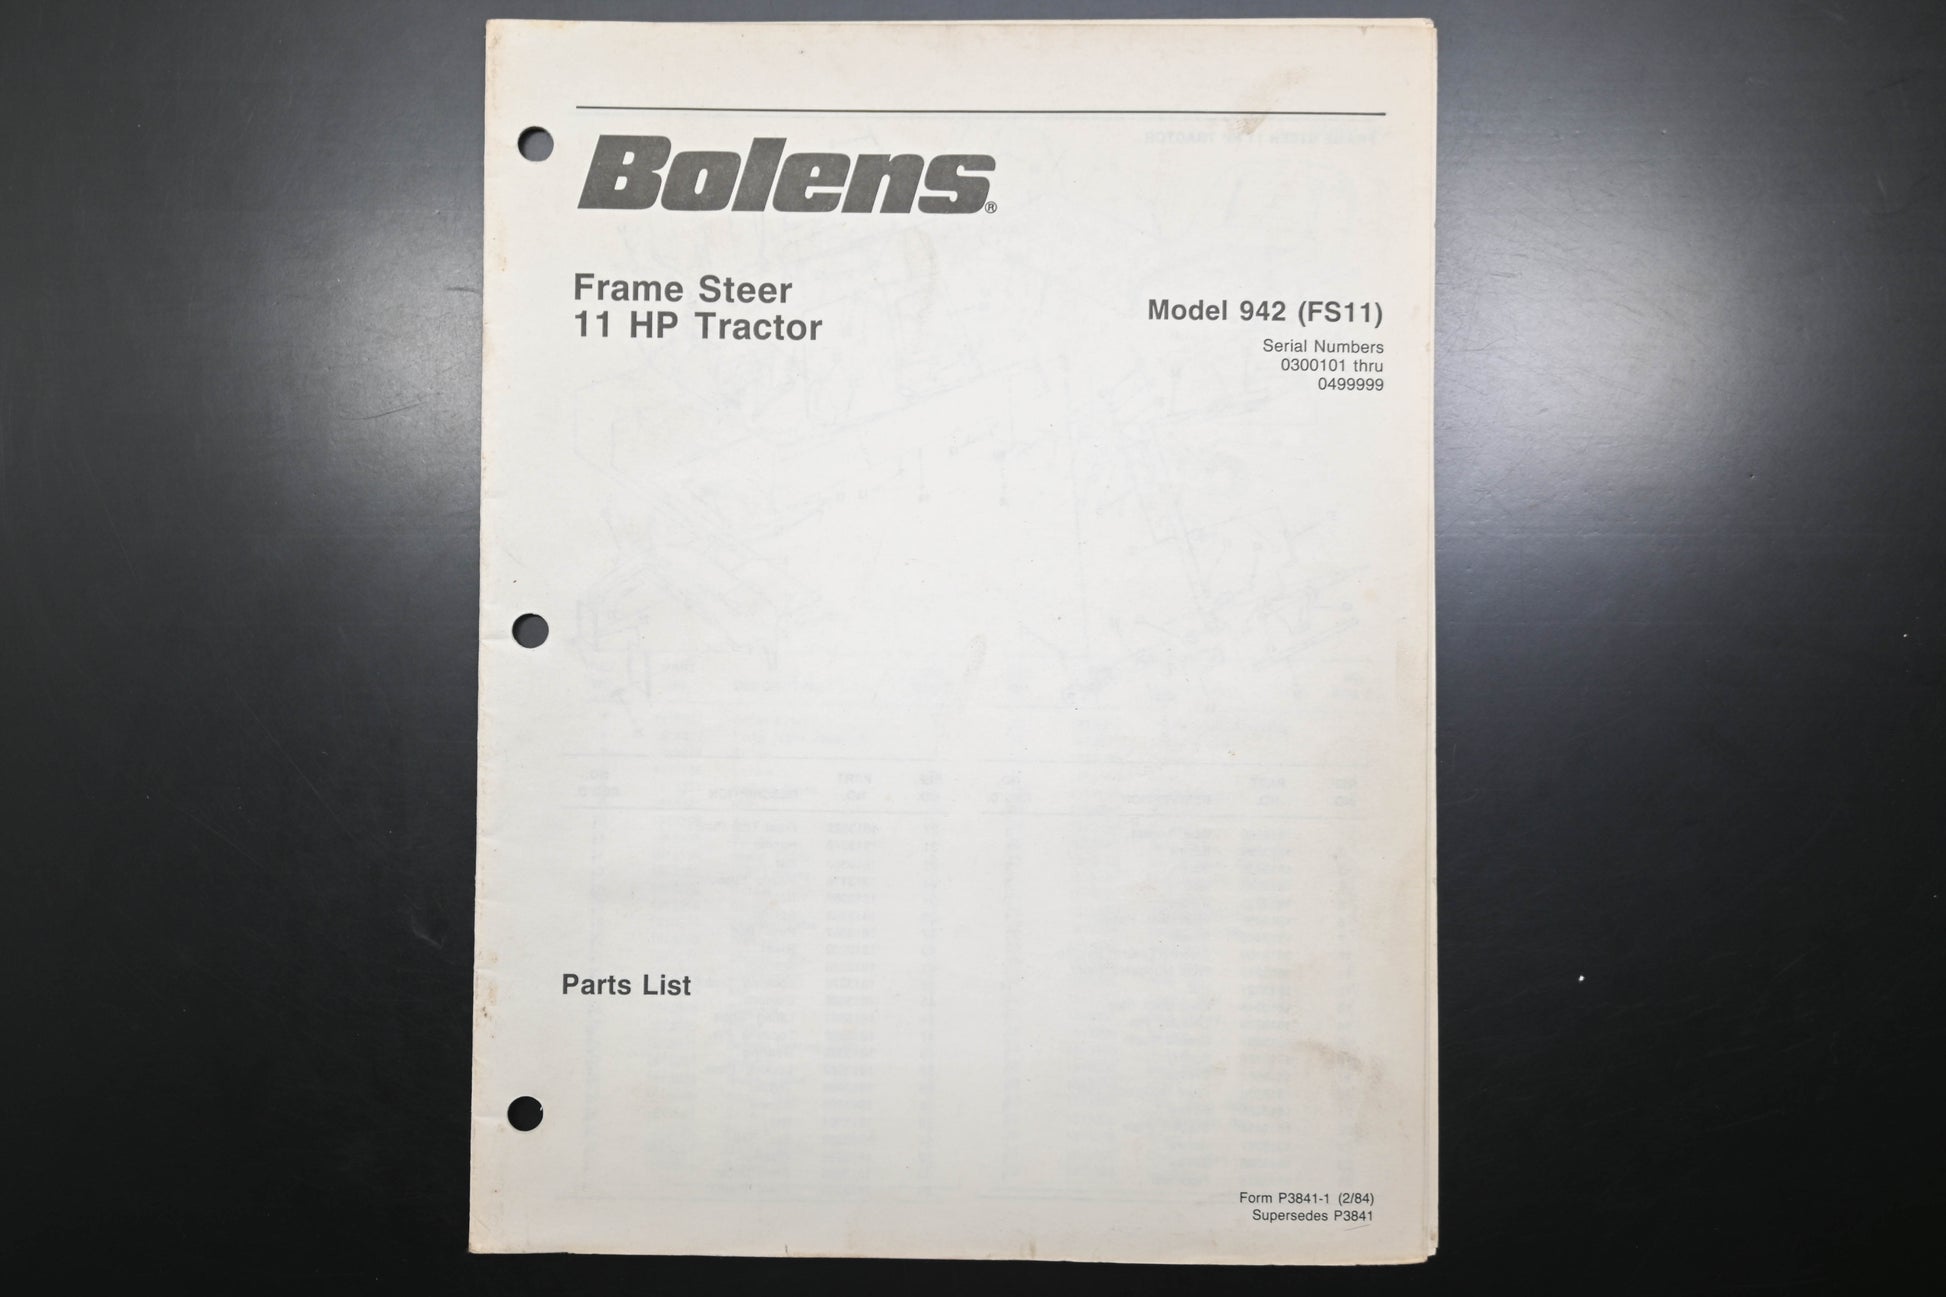 Bolens®
Frame Steer
11 HP Tractor
Model 942 (FS11)
Serial Numbers
0300101 thru
0499999
Parts List
Form P3841-1 (2/84)
Supersedes P3841